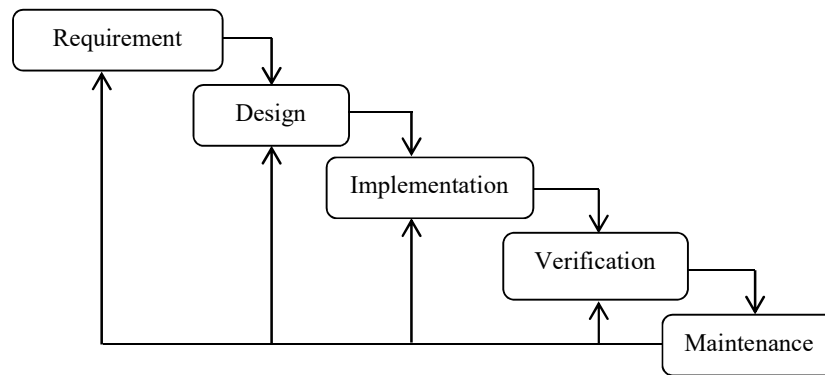 Requirement
Design
Implementation
Verification
Maintenance